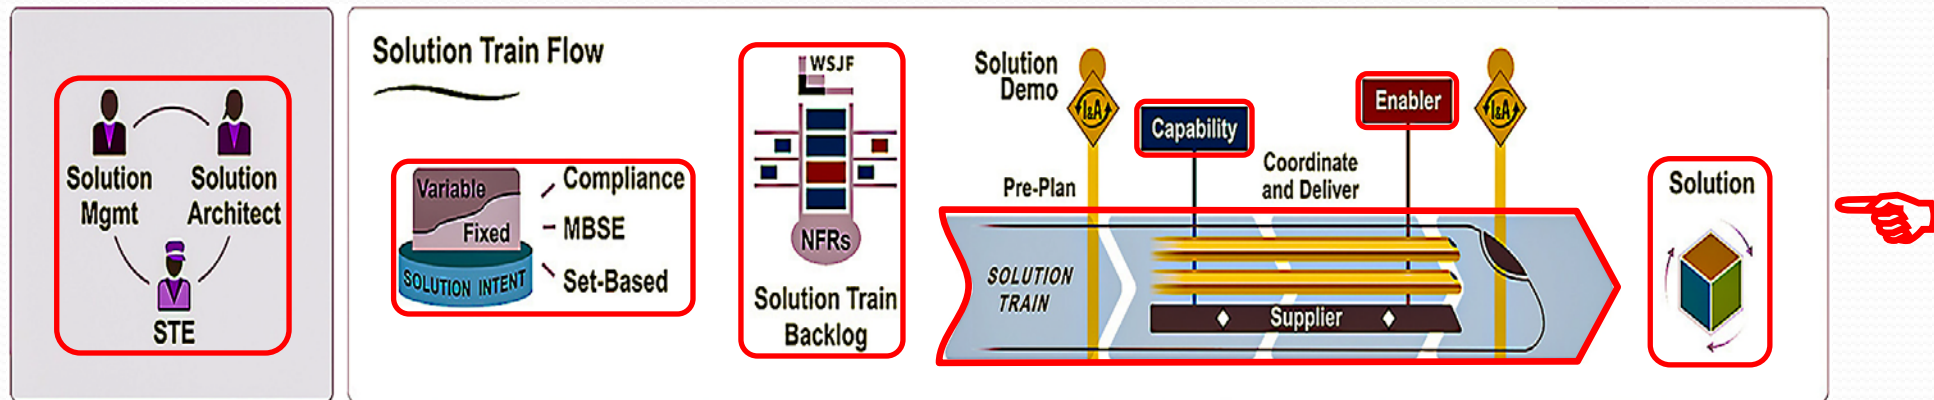 Solution
Mgmt
Solution
Architect
STE
Solution Train Flow
Variable
Fixed
SOLUTION INTENT
Compliance
MBSE
Set-Based
WSJF
NFRs
Solution Train
Backlog
Solution
Demo
I&A
Pre-Plan
Capability
Coordinate
and Deliver
Enabler
I&A
SOLUTION
TRAIN
Supplier
Solution